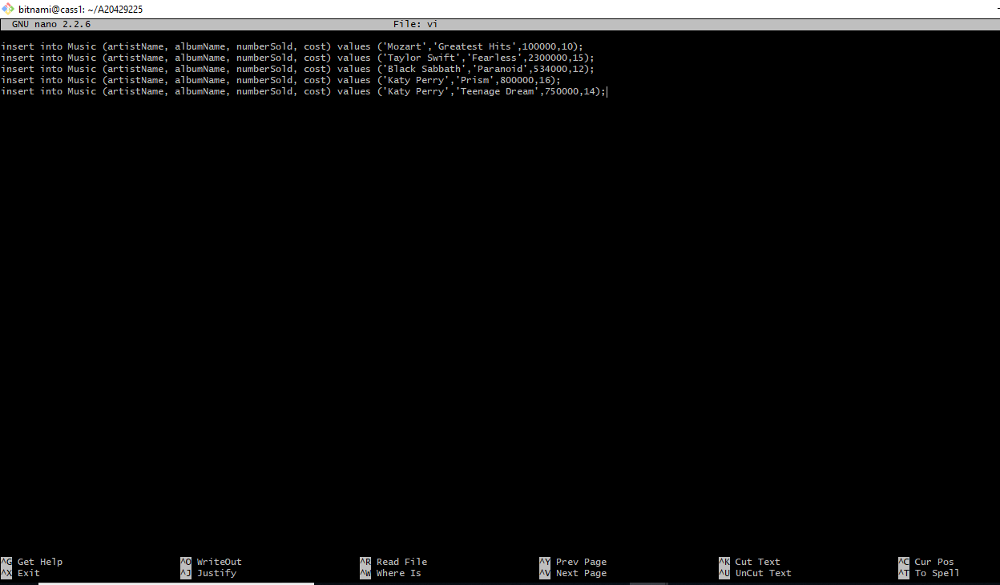 bitnami@cass1: ~/A20429225
GNU nano 2.2.6 File: vi
insert into Music (artistName, albumName, numberSold, cost) values ('Mozart','Greatest Hits',100000,10);
insert into Music (artistName, albumName, numberSold, cost) values ('Taylor Swift','Fearless',2300000,15);
insert into Music (artistName, albumName, numberSold, cost) values ('Black Sabbath','Paranoid',534000,12);
insert into Music (artistName, albumName, numberSold, cost) values ('Katy Perry','Prism',800000,16);
insert into Music (artistName, albumName, numberSold, cost) values ('Katy Perry','Teenage Dream',750000,14);
^G Get Help ^O WriteOut ^R Read File ^Y Prev Page ^K Cut Text ^C Cur Pos
^X Exit ^J Justify ^W Where Is ^V Next Page ^U UnCut Text ^T To Spell